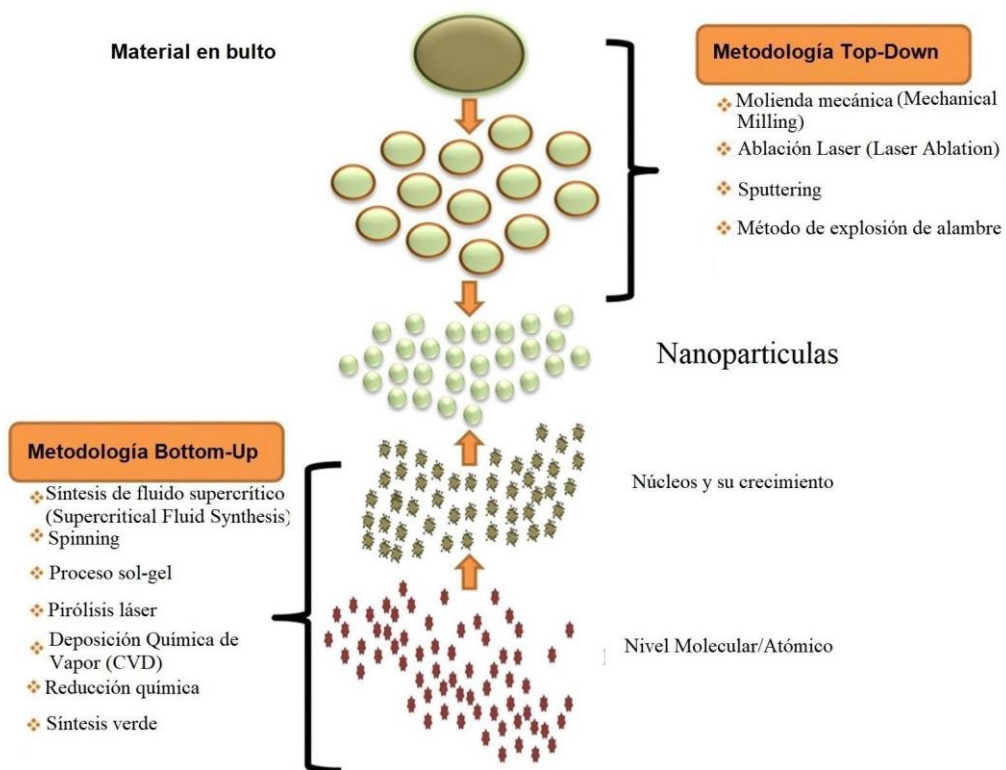 Material en bulto
Metodología Top-Down
Molienda mecánica (Mechanical
Milling)
Ablación Laser (Laser Ablation)
Sputtering
Método de explosión de alambre
Nanoparticulas
Metodología Bottom-Up
Síntesis de fluido supercrítico
(Supercritical Fluid Synthesis)
Spinning
Proceso sol-gel
Pirólisis láser
Deposición Química de
Vapor (CVD)
Reducción química
Síntesis verde
Núcleos y su crecimiento
Nivel Molecular/Atómico